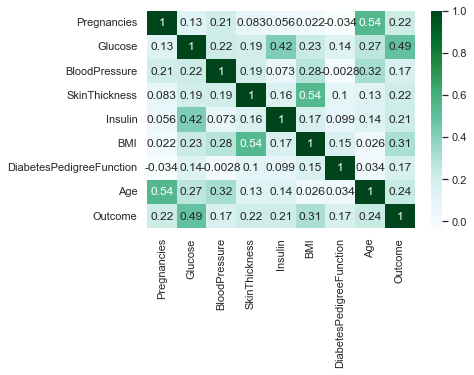 Pregnancies 1 0.13 0.21 0.083 0.056 0.022 -0.034 0.54 0.22
Glucose 0.13 1 0.22 0.19 0.42 0.23 0.14 0.27 0.49
BloodPressure 0.21 0.22 1 0.19 0.073 0.28 -0.0028 0.32 0.17
SkinThickness 0.083 0.19 0.19 1 0.16 0.54 0.1 0.13 0.22
Insulin 0.056 0.42 0.073 0.16 1 0.17 0.099 0.14 0.21
BMI 0.022 0.23 0.28 0.54 0.17 1 0.15 0.026 0.31
DiabetesPedigreeFunction -0.034 0.14 -0.0028 0.1 0.099 0.15 1 0.034 0.17
Age 0.54 0.27 0.32 0.13 0.14 0.026 0.034 1 0.24
Outcome 0.22 0.49 0.17 0.22 0.21 0.31 0.17 0.24 1
Pregnancies
Glucose
BloodPressure
SkinThickness
Insulin
BMI
DiabetesPedigreeFunction
Age
Outcome
1.0
0.8
0.6
0.4
0.2
0.0